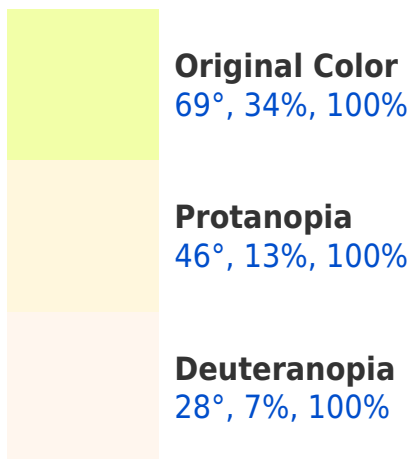 Original Color
69°, 34%, 100%
Protanopia
46°, 13%, 100%
Deuteranopia
28°, 7%, 100%